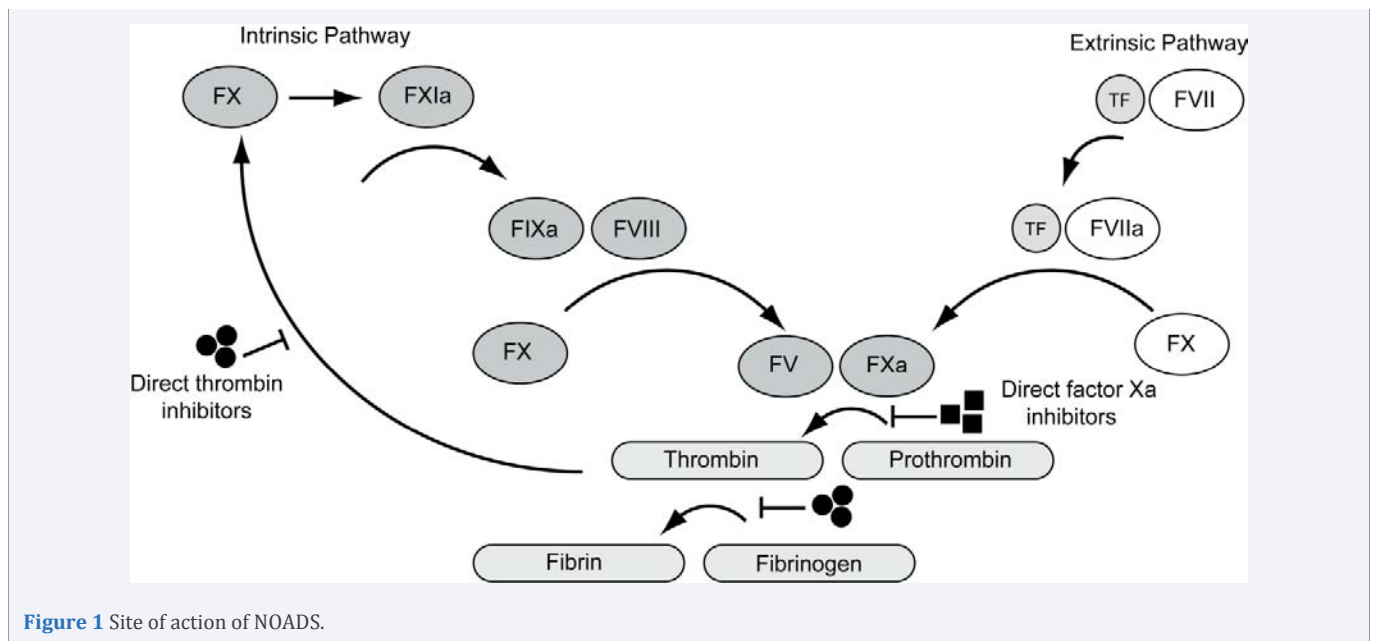 Intrinsic Pathway
Extrinsic Pathway
FX
FXIa
TF
FVII
FIXa
FVIII
TF
FVIIa
FX
FV
FXa
FX
Direct thrombin
inhibitors
Direct factor Xa
inhibitors
Thrombin
Prothrombin
Fibrin
Fibrinogen
Figure 1 Site of action of NOADS.